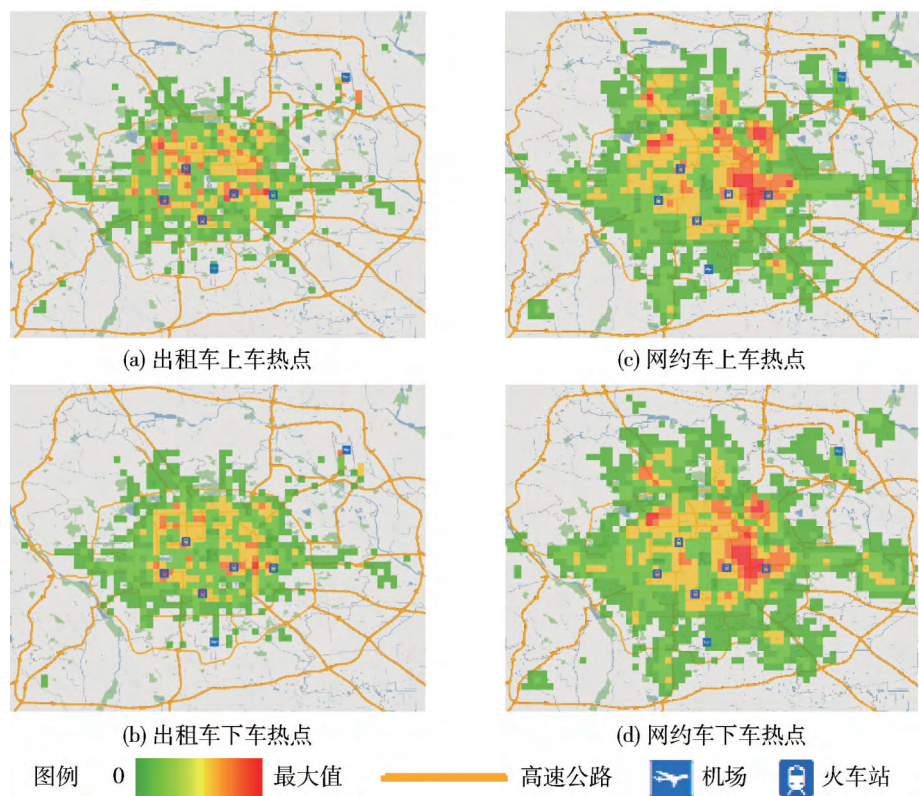 (a) 出租车上车热点
(c) 网约车上车热点
(b) 出租车下车热点
(d) 网约车下车热点
图例 0 最大值 高速公路 机场 火车站